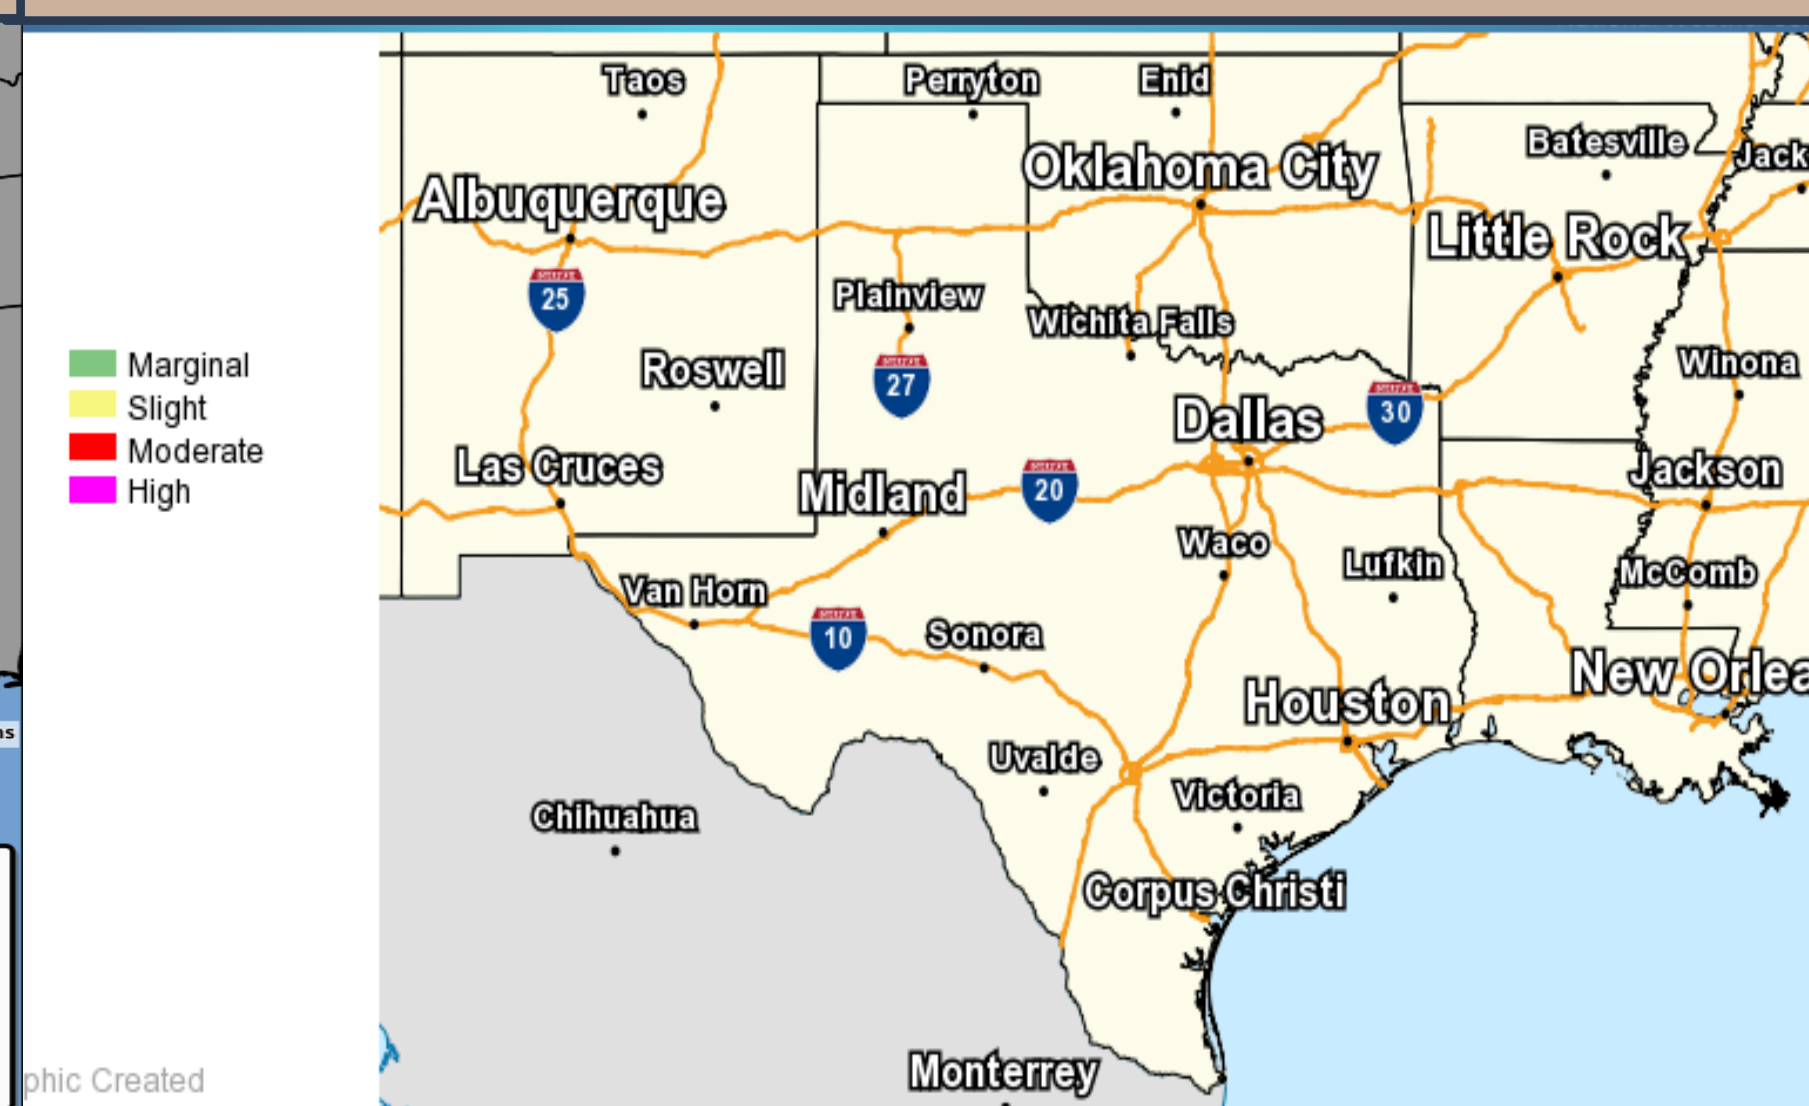 Taos
Perryton
Enid
Batesville
Jack
Oklahoma City
Albuquerque
Little Rock
25
Plainview
Wichita Falls
Marginal
Slight
Moderate
High
Roswell
27
Winona
Dallas
30
Las Cruces
Midland
20
Jackson
Waco
Lufkin
McComb
Van Horn
10
Sonora
New Orlea
Houston
ns
Uvalde
Victoria
Chihuahua
Corpus Christi
Monterrey
phic Created